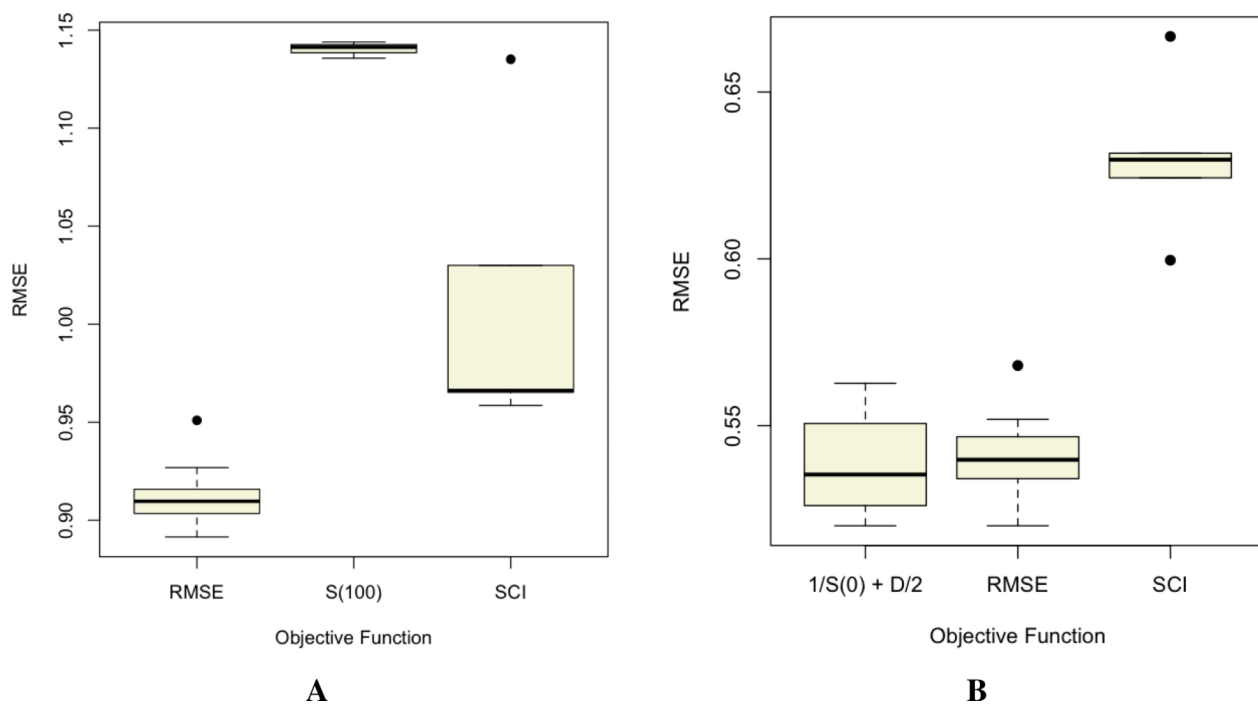 RMSE
1.15
1.10
1.05
1.00
0.95
0.90
RMSE S(100) SCI
Objective Function
A
RMSE
0.65
0.60
0.55
1/S(0) + D/2 RMSE SCI
Objective Function
B